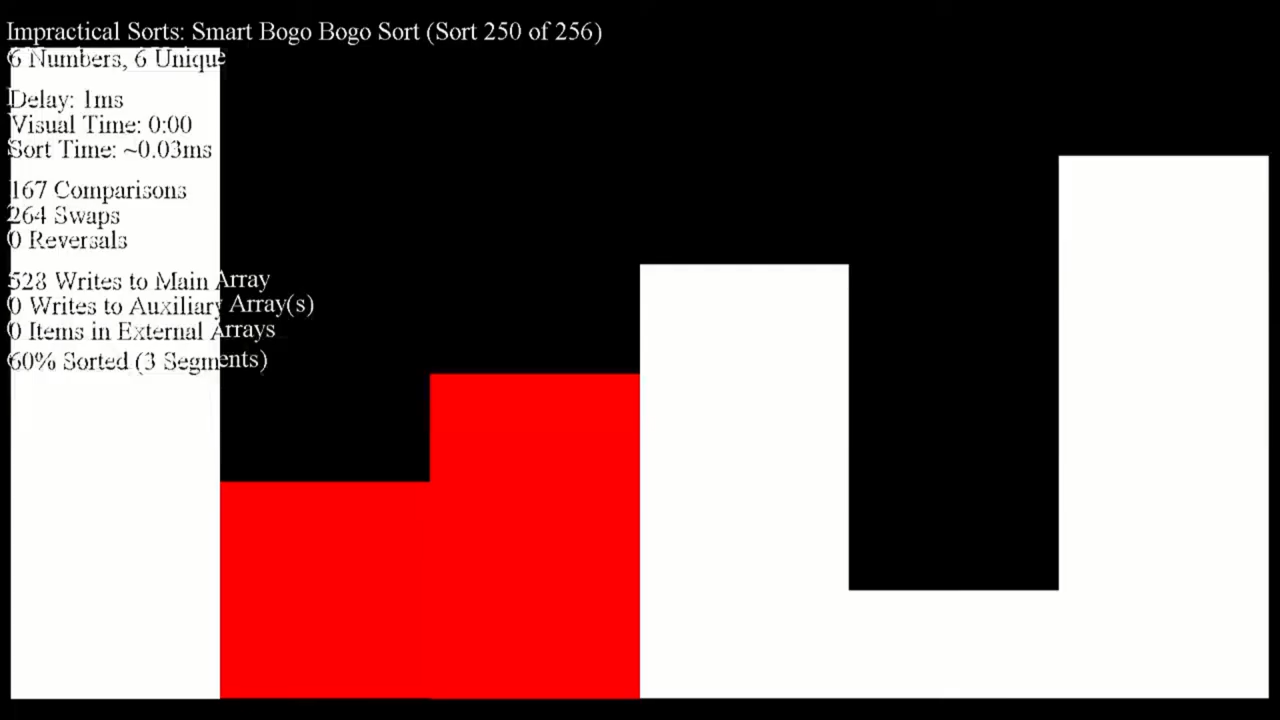 Impractical Sorts: Smart Bogo Bogo Sort (Sort 250 of 256)
6 Numbers, 6 Unique
Delay: 1ms
Visual Time: 0:00
Sort Time: ~0.03ms
167 Comparisons
264 Swaps
0 Reversals
528 Writes to Main Array
0 Writes to Auxiliary Array(s)
0 Items in External Arrays
60% Sorted (3 Segments)